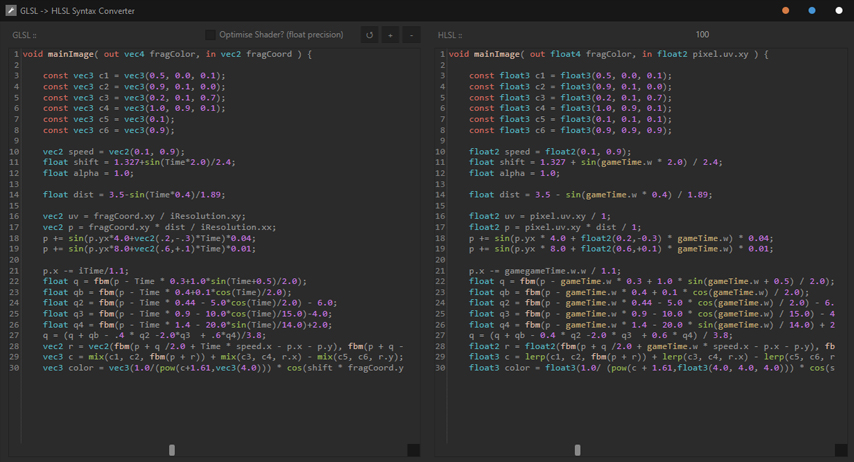 GLSL -> HLSL Syntax Converter
GLSL :: Optimise Shader? (float precision) ↺ + -
1 void mainImage( out vec4 fragColor, in vec2 fragCoord ) {
2
3 const vec3 c1 = vec3(0.5, 0.0, 0.1);
4 const vec3 c2 = vec3(0.9, 0.1, 0.0);
5 const vec3 c3 = vec3(0.2, 0.1, 0.7);
6 const vec3 c4 = vec3(1.0, 0.9, 0.1);
7 const vec3 c5 = vec3(0.1);
8 const vec3 c6 = vec3(0.9);
9
10 vec2 speed = vec2(0.1, 0.9);
11 float shift = 1.327+sin(Time*2.0)/2.4;
12 float alpha = 1.0;
13
14 float dist = 3.5-sin(Time*0.4)/1.89;
15
16 vec2 uv = fragCoord.xy / iResolution.xy;
17 vec2 p = fragCoord.xy * dist / iResolution.xx;
18 p += sin(p.yx*4.0+vec2(.2,-.3)*Time)*0.04;
19 p += sin(p.yx*8.0+vec2(.6,+.1)*Time)*0.01;
20
21 p.x -= iTime/1.1;
22 float q = fbm(p - Time * 0.3+1.0*sin(Time+0.5)/2.0);
23 float qb = fbm(p - Time * 0.4+0.1*cos(Time)/2.0);
24 float q2 = fbm(p - Time * 0.44 - 5.0*cos(Time)/2.0) - 6.0;
25 float q3 = fbm(p - Time * 0.9 - 10.0*cos(Time)/15.0)-4.0;
26 float q4 = fbm(p - Time * 1.4 - 20.0*sin(Time)/14.0)+2.0;
27 q = (q + qb - .4 * q2 -2.0*q3  + .6*q4)/3.8;
28 vec2 r = vec2(fbm(p + q /2.0 + Time * speed.x - p.x - p.y), fbm(p + q -
29 vec3 c = mix(c1, c2, fbm(p + r)) + mix(c3, c4, r.x) - mix(c5, c6, r.y);
30 vec3 color = vec3(1.0/(pow(c+1.61,vec3(4.0))) * cos(shift * fragCoord.y
HLSL :: 100
1 void mainImage( out float4 fragColor, in float2 pixel.uv.xy ) {
2
3 const float3 c1 = float3(0.5, 0.0, 0.1);
4 const float3 c2 = float3(0.9, 0.1, 0.0);
5 const float3 c3 = float3(0.2, 0.1, 0.7);
6 const float3 c4 = float3(1.0, 0.9, 0.1);
7 const float3 c5 = float3(0.1, 0.1, 0.1);
8 const float3 c6 = float3(0.9, 0.9, 0.9);
9
10 float2 speed = float2(0.1, 0.9);
11 float shift = 1.327 + sin(gameTime.w * 2.0) / 2.4;
12 float alpha = 1.0;
13
14 float dist = 3.5 - sin(gameTime.w * 0.4) / 1.89;
15
16 float2 uv = pixel.uv.xy / 1;
17 float2 p = pixel.uv.xy * dist / 1;
18 p += sin(p.yx * 4.0 + float2(0.2,-0.3) * gameTime.w) * 0.04;
19 p += sin(p.yx * 8.0 + float2(0.6,+0.1) * gameTime.w) * 0.01;
20
21 p.x -= gamegameTime.w.w / 1.1;
22 float q = fbm(p - gameTime.w * 0.3 + 1.0 * sin(gameTime.w + 0.5) / 2.0);
23 float qb = fbm(p - gameTime.w * 0.4 + 0.1 * cos(gameTime.w) / 2.0);
24 float q2 = fbm(p - gameTime.w * 0.44 - 5.0 * cos(gameTime.w) / 2.0) - 6.
25 float q3 = fbm(p - gameTime.w * 0.9 - 10.0 * cos(gameTime.w) / 15.0) - 4
26 float q4 = fbm(p - gameTime.w * 1.4 - 20.0 * sin(gameTime.w) / 14.0) + 2
27 q = (q + qb - 0.4 * q2 -2.0 * q3  + 0.6 * q4) / 3.8;
28 float2 r = float2(fbm(p + q /2.0 + gameTime.w * speed.x - p.x - p.y), fb
29 float3 c = lerp(c1, c2, fbm(p + r)) + lerp(c3, c4, r.x) - lerp(c5, c6, r
30 float3 color = float3(1.0/ (pow(c + 1.61,float3(4.0, 4.0, 4.0))) * cos(s